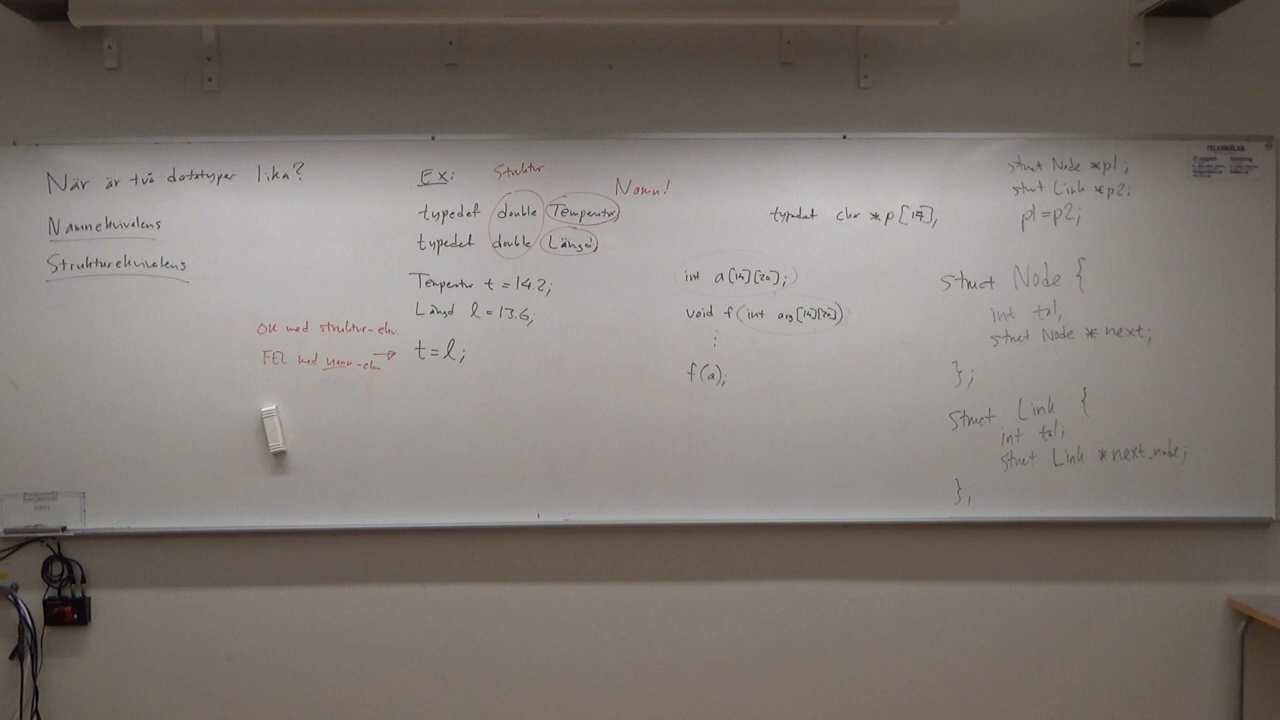 När är två datatyper lika?
Namnekvivalens
Strukturekvivalens
Ex:
Struktur
Namn!
typedef double Temperatur;
typedef double Längd;
Temperatur t = 14.2;
Längd l = 13.6;
OK med struktur-ekv.
FEL med namn-ekv →
t = l;
typedef char *p[14];
int a[14][20];
void f(int arg[14][20])
⋮
f(a);
struct Node *p1;
struct Link *p2;
p1=p2;
struct Node {
int tal;
struct Node *next;
};
struct Link {
int tal;
struct Link *next_node;
};
FELANMÄLAN